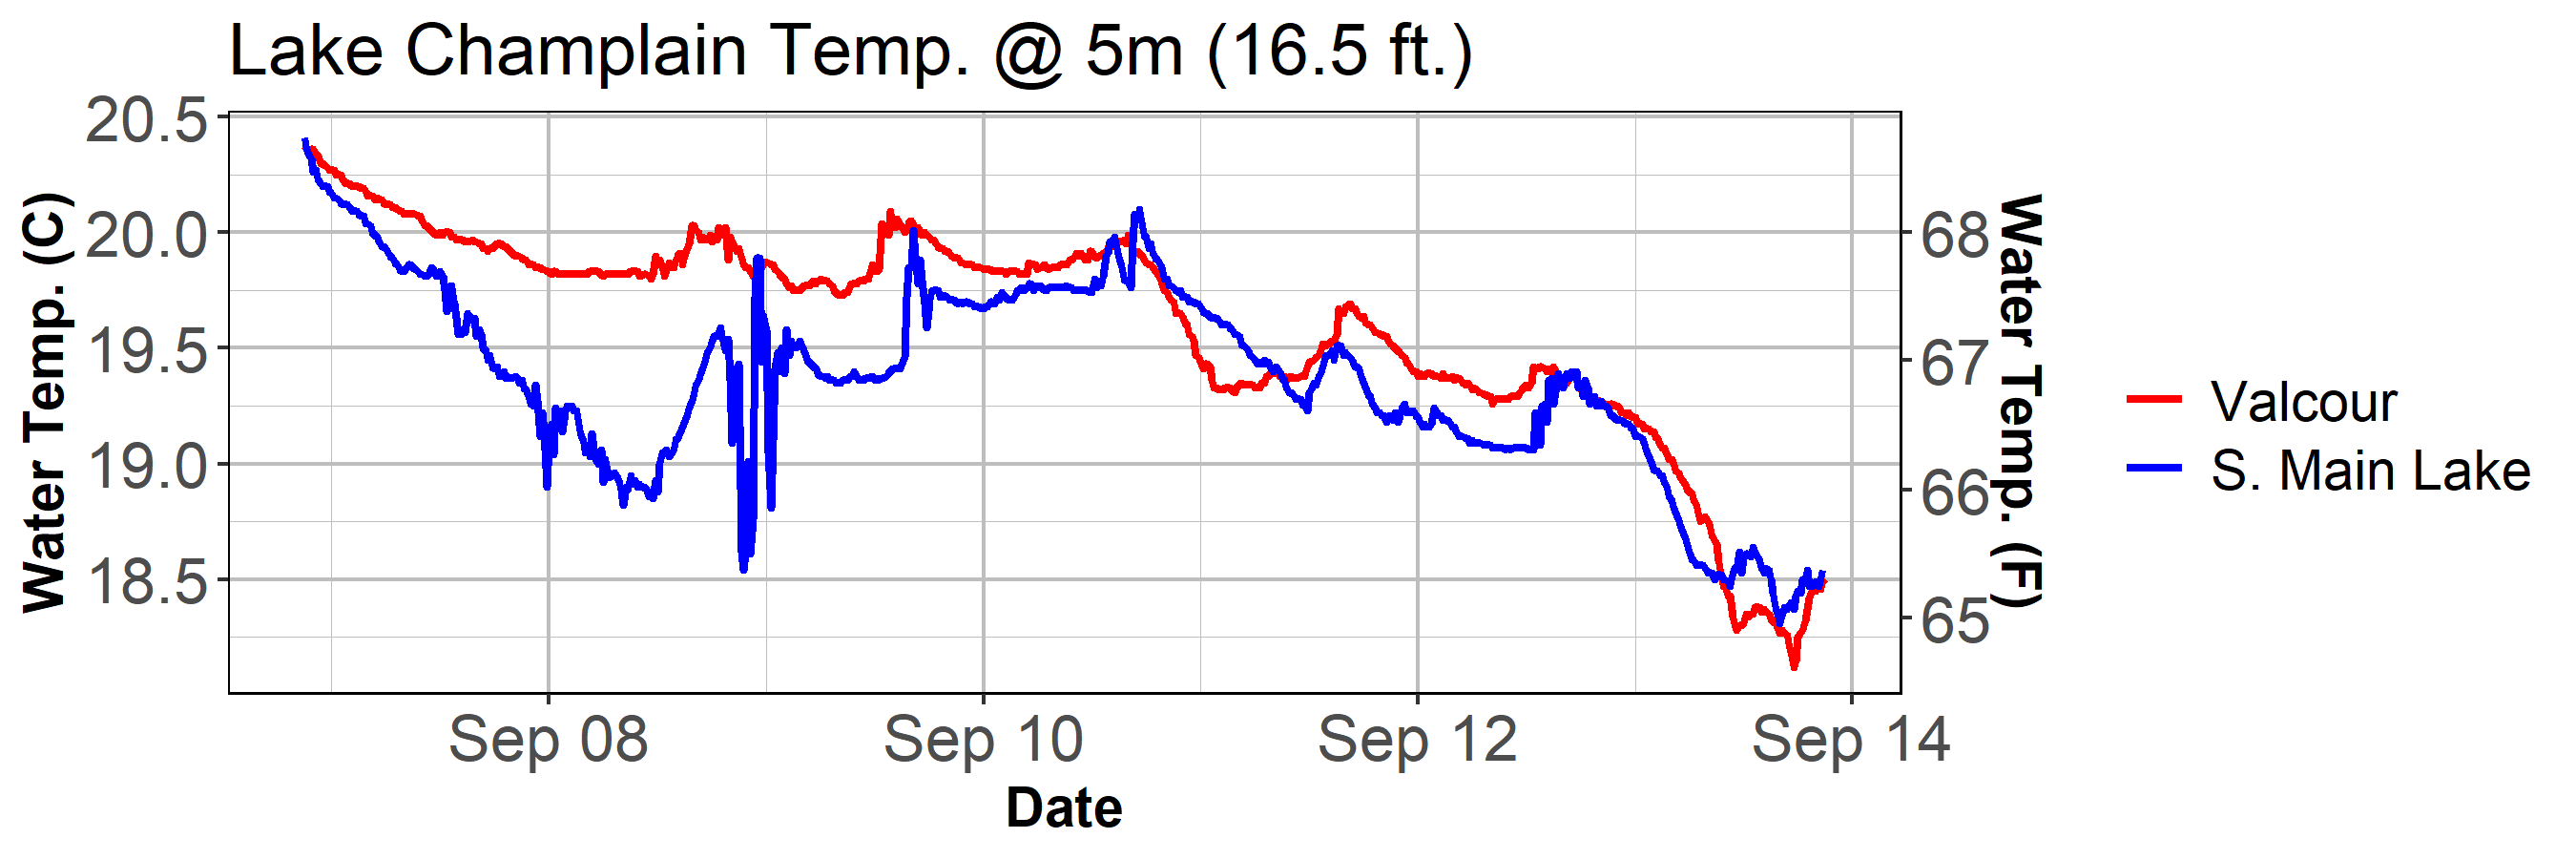 Lake Champlain Temp. @ 5m (16.5 ft.)
Water Temp. (C)
20.5
20.0
19.5
19.0
18.5
68
67
66
65
Water Temp. (F)
Sep 08
Sep 10
Sep 12
Sep 14
Date
Valcour
S. Main Lake